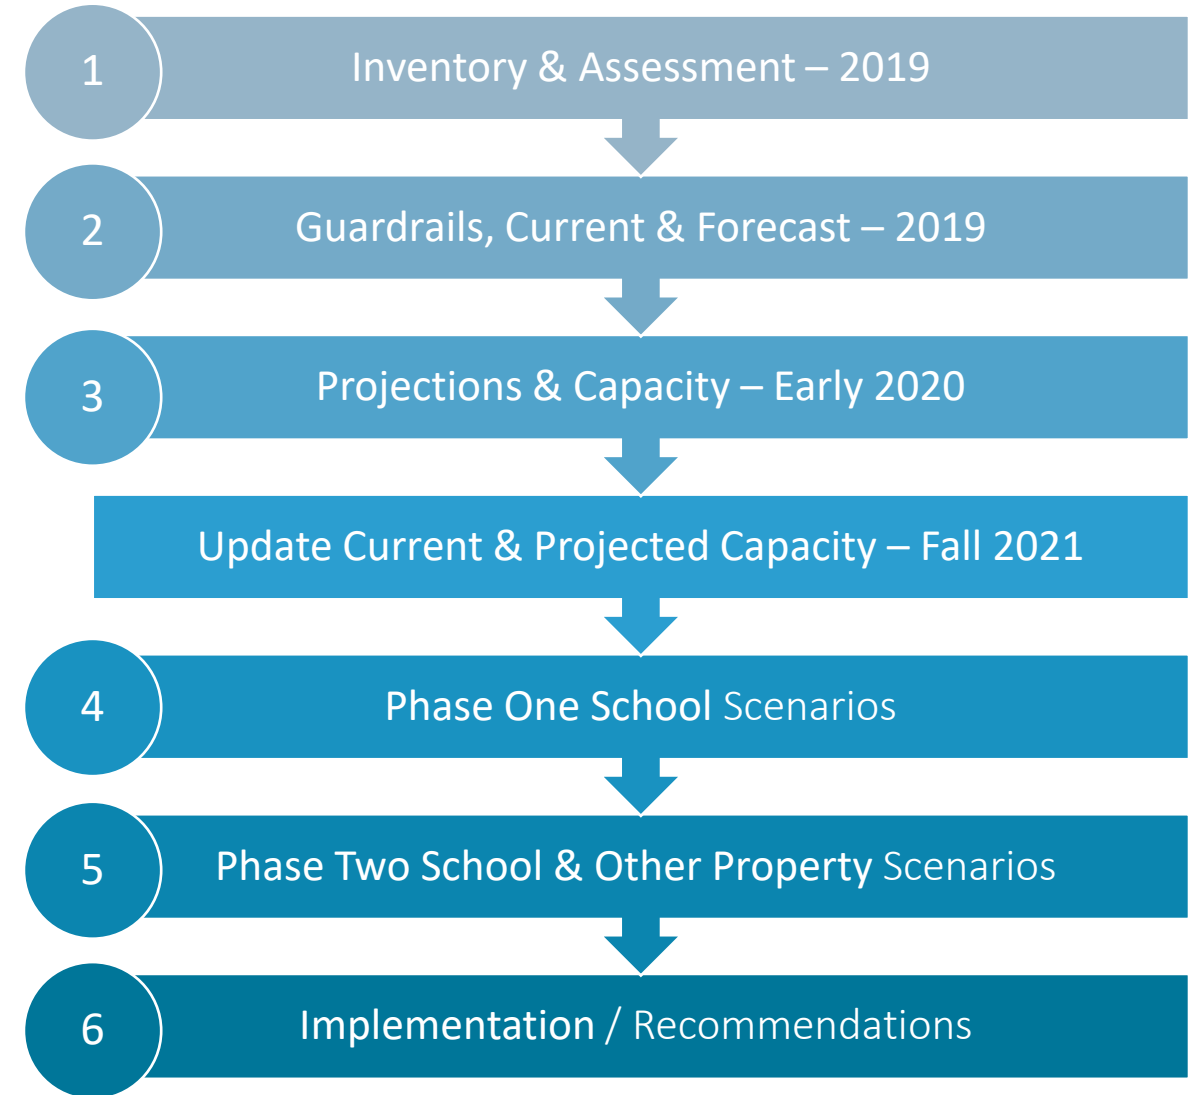 1
Inventory & Assessment – 2019
2
Guardrails, Current & Forecast – 2019
3
Projections & Capacity – Early 2020
Update Current & Projected Capacity – Fall 2021
4
Phase One School Scenarios
5
Phase Two School & Other Property Scenarios
6
Implementation / Recommendations